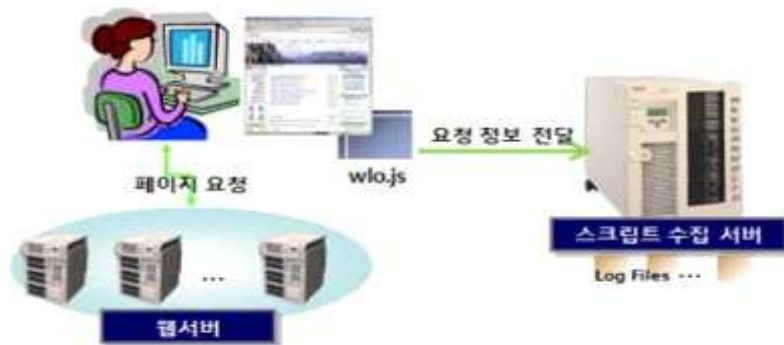 요청 정보 전달
wlo.js
페이지 요청
스크립트 수집 서버
Log Files ...
...
웹서버